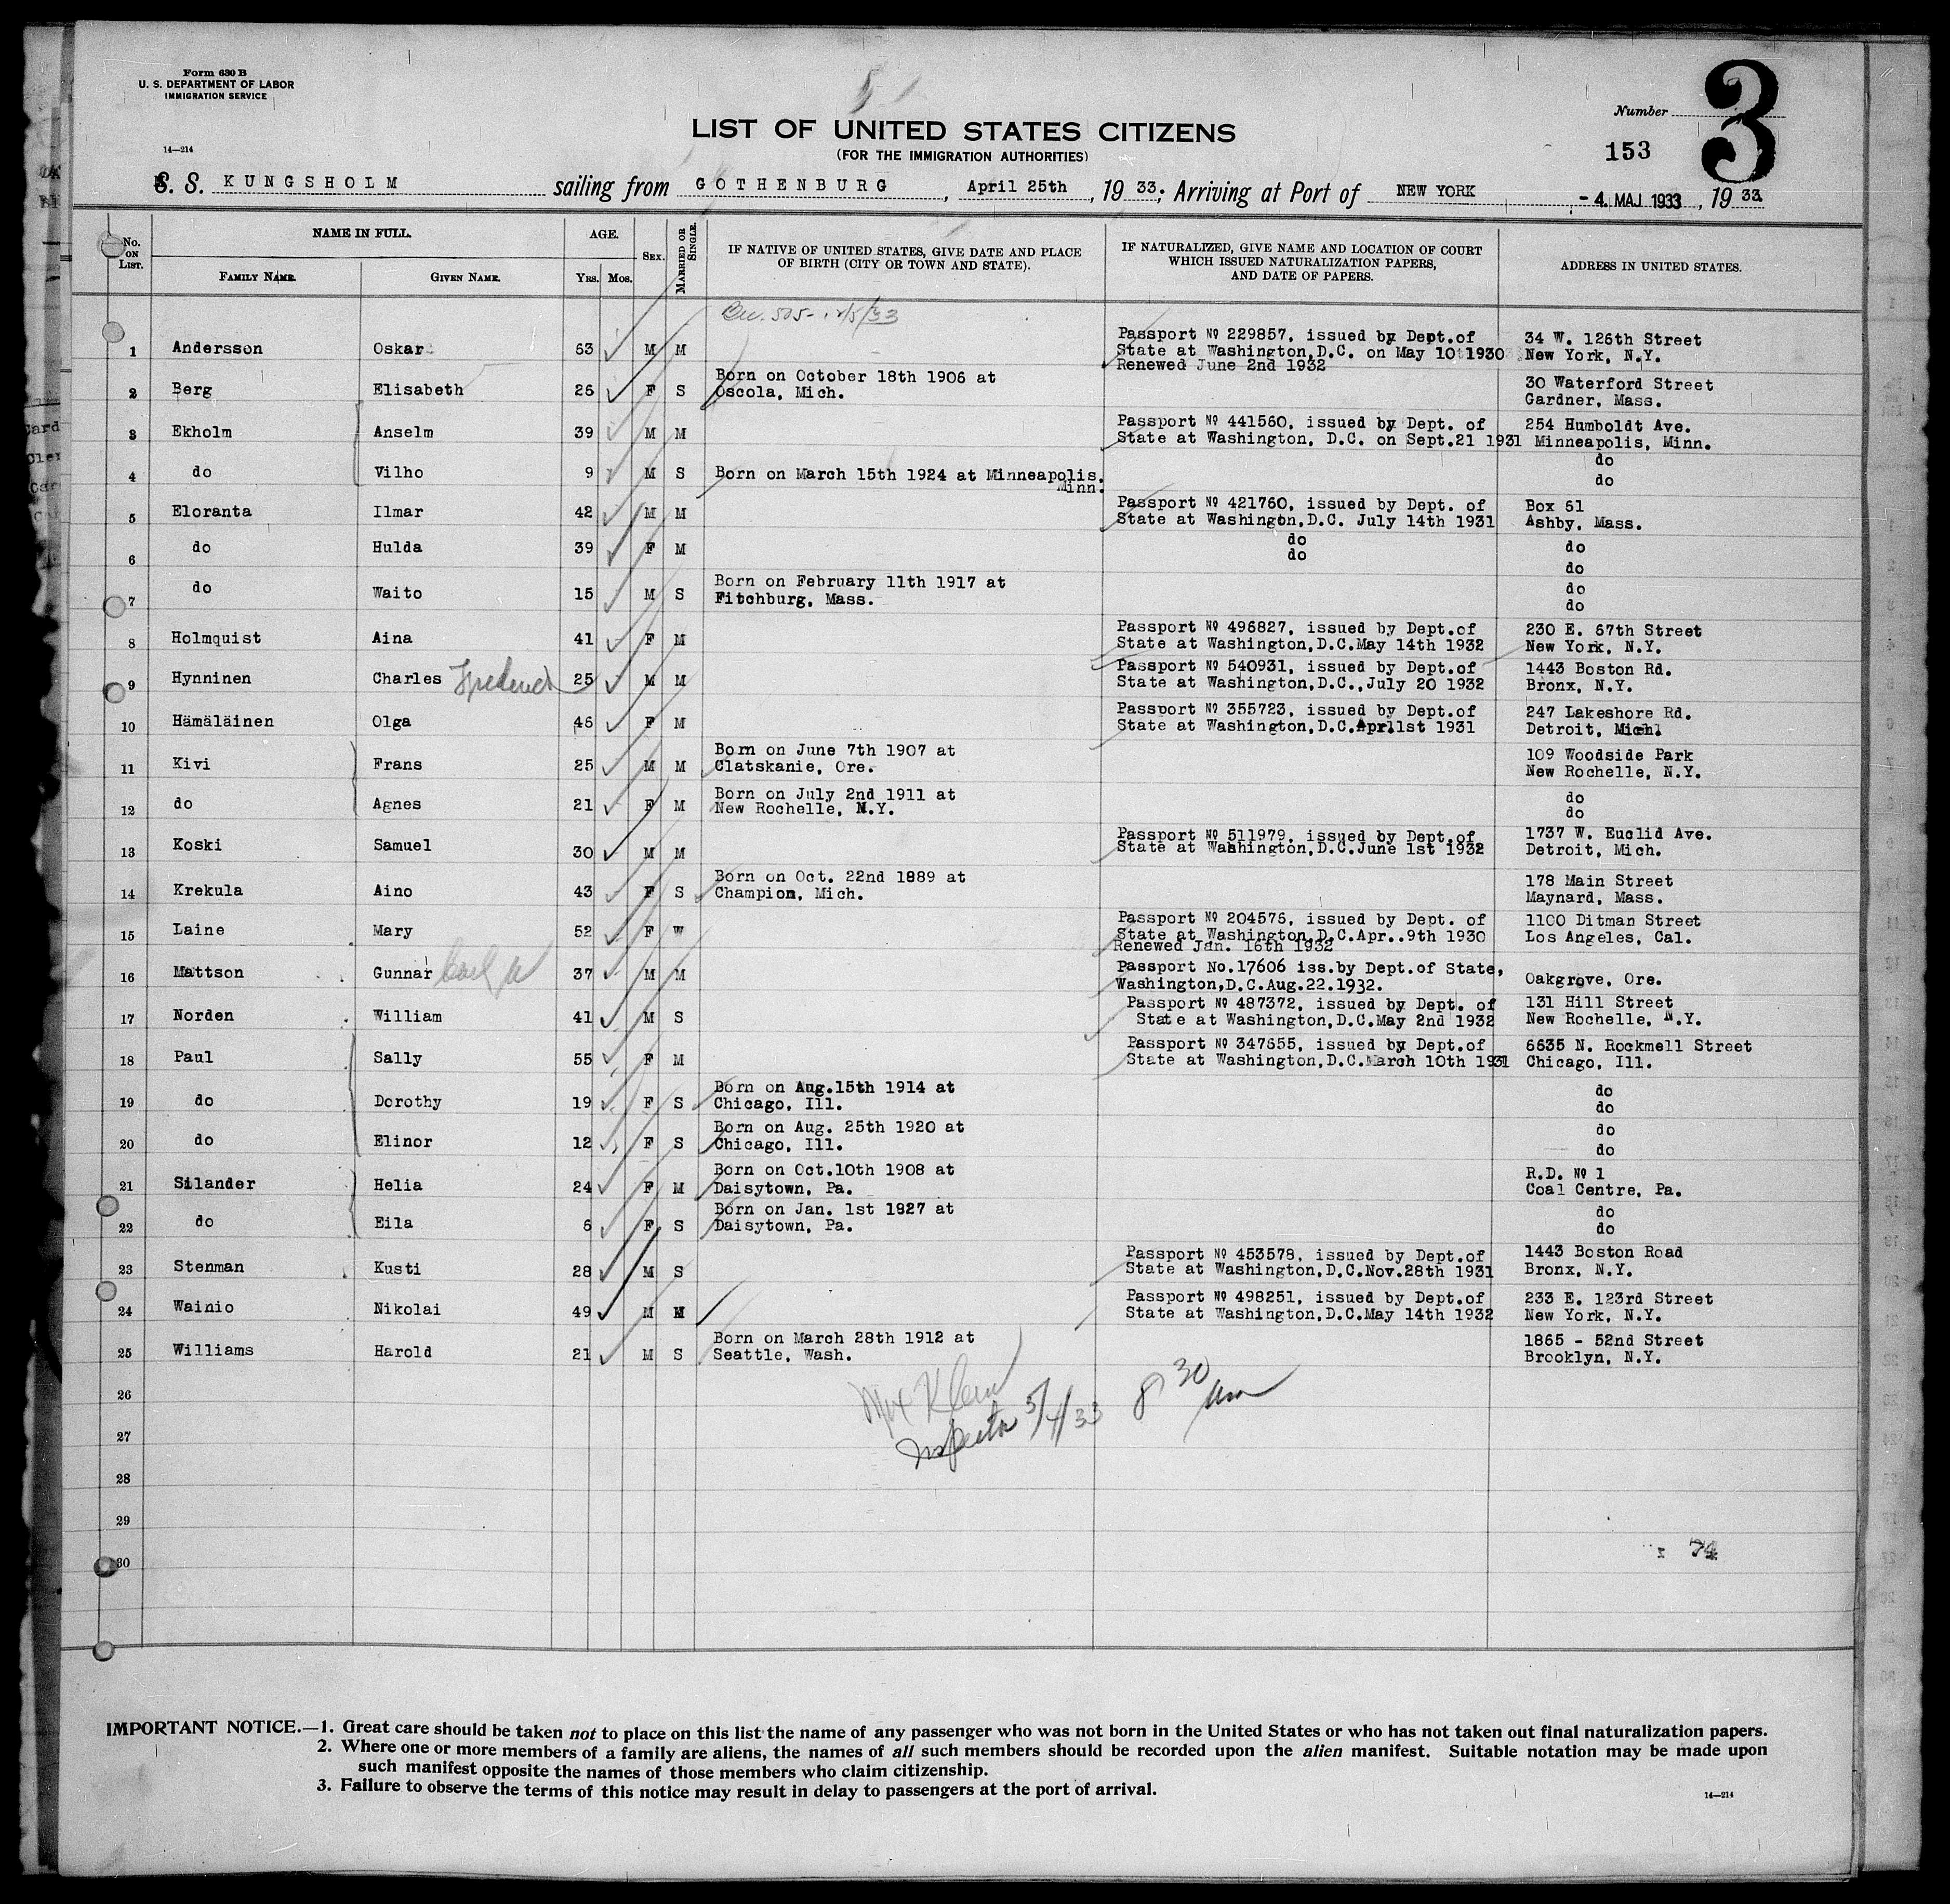 Form 630 B
U. S. DEPARTMENT OF LABOR
IMMIGRATION SERVICE
14—214
5
LIST OF UNITED STATES CITIZENS
(FOR THE IMMIGRATION AUTHORITIES)
Number
3
153
S. S. KUNGSHOLM sailing from GOTHENBURG, April 25th, 1933; Arriving at Port of NEW YORK -4. MAJ 1933, 1933
No. ON LIST.
NAME IN FULL.
FAMILY NAME.
GIVEN NAME.
AGE.
YRS. MOS.
SEX.
MARRIED OR SINGLE.
IF NATIVE OF UNITED STATES, GIVE DATE AND PLACE
OF BIRTH (CITY OR TOWN AND STATE).
IF NATURALIZED, GIVE NAME AND LOCATION OF COURT
WHICH ISSUED NATURALIZATION PAPERS,
AND DATE OF PAPERS.
ADDRESS IN UNITED STATES.
1 Andersson Oskar 53 M M
Passport № 229857, issued by Dept.of
State at Washington,D.C. on May 10 1930
Renewed June 2nd 1932
34 W. 126th Street
New York, N.Y.
2 Berg Elisabeth 26 F S
Born on October 18th 1906 at
Oscola, Mich.
30 Waterford Street
Gardner, Mass.
3 Ekholm Anselm 39 M M
Passport № 441560, issued by Dept. of
State at Washington, D.C. on Sept.21 1931
254 Humboldt Ave.
Minneapolis, Minn.
4 do Vilho 9 M S
Born on March 15th 1924 at Minneapolis.
Minn.
do
do
5 Eloranta Ilmar 42 M M
Passport № 421760, issued by Dept. of
State at Washington,D.C. July 14th 1931
Box 61
Ashby, Mass.
6 do Hulda 39 F M
do
do
do
do
7 do Waito 15 M S
Born on February 11th 1917 at
Fitchburg, Mass.
do
do
8 Holmquist Aina 41 F M
Passport № 496827, issued by Dept.of
State at Washington,D.C.May 14th 1932
230 E. 67th Street
New York, N.Y.
9 Hynninen Charles Frederick 25 M M
Passport № 540931, issued by Dept.of
State at Washington,D.C.,July 20 1932
1443 Boston Rd.
Bronx, N.Y.
10 Hämäläinen Olga 46 F M
Passport № 355723, issued by Dept.of
State at Washington,D.C.Apr11st 1931
247 Lakeshore Rd.
Detroit, Mich.
11 Kivi Frans 25 M M
Born on June 7th 1907 at
Clatskanie, Ore.
109 Woodside Park
New Rochelle, N.Y.
12 do Agnes 21 F M
Born on July 2nd 1911 at
New Rochelle, N.Y.
do
do
13 Koski Samuel 30 M M
Passport № 511979, issued by Dept.of
State at Washington,D.C.June 1st 1932
1737 W. Euclid Ave.
Detroit, Mich.
14 Krekula Aino 43 F S
Born on Oct. 22nd 1889 at
Champion, Mich.
178 Main Street
Maynard, Mass.
15 Laine Mary 52 F W
Passport № 204576, issued by Dept. of
State at Washington,D.C.Apr..9th 1930
Renewed Jan. 16th 1932
1100 Ditman Street
Los Angeles, Cal.
16 Mattson Gunnar 37 M M
Passport No.17606 iss.by Dept.of State,
Washington,D.C.Aug.22.1932.
Oakgrove, Ore.
17 Norden William 41 M S
Passport № 487372, issued by Dept. of
State at Washington,D.C.May 2nd 1932
131 Hill Street
New Rochelle, N.Y.
18 Paul Sally 55 F M
Passport № 347655, issued by Dept.of
State at Washington,D.C.March 10th 1931
6635 N. Rockmell Street
Chicago, Ill.
19 do Dorothy 19 F S
Born on Aug.15th 1914 at
Chicago, Ill.
do
do
20 do Elinor 12 F S
Born on Aug. 25th 1920 at
Chicago, Ill.
do
do
21 Silander Helia 24 F M
Born on Oct.10th 1908 at
Daisytown, Pa.
R.D. № 1
Coal Centre, Pa.
22 do Eila 6 F S
Born on Jan. 1st 1927 at
Daisytown, Pa.
do
do
23 Stenman Kusti 28 M S
Passport № 453578, issued by Dept.of
State at Washington,D.C.Nov.28th 1931
1443 Boston Road
Bronx, N.Y.
24 Wainio Nikolai 49 M M
Passport № 498251, issued by Dept.of
State at Washington,D.C.May 14th 1932
233 E. 123rd Street
New York, N.Y.
25 Williams Harold 21 M S
Born on March 28th 1912 at
Seattle, Wash.
1865 - 52nd Street
Brooklyn, N.Y.
26
Klein
Inspector 5/4/33
8 30 am
27
28
29
30
74
IMPORTANT NOTICE.—1. Great care should be taken not to place on this list the name of any passenger who was not born in the United States or who has not taken out final naturalization papers.
2. Where one or more members of a family are aliens, the names of all such members should be recorded upon the alien manifest. Suitable notation may be made upon
such manifest opposite the names of those members who claim citizenship.
3. Failure to observe the terms of this notice may result in delay to passengers at the port of arrival.
14—214